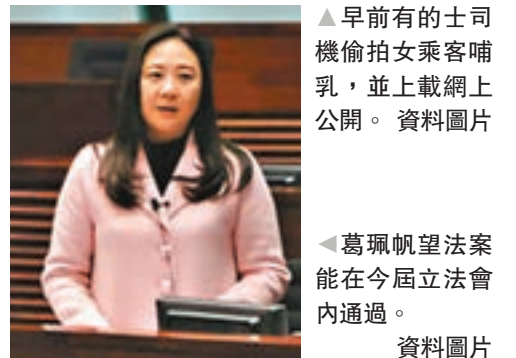 ▲早前有的士司
機偷拍女乘客哺
乳，並上載網上
公開。 資料圖片
◀葛珮帆望法案
能在今屆立法會
內通過。
資料圖片